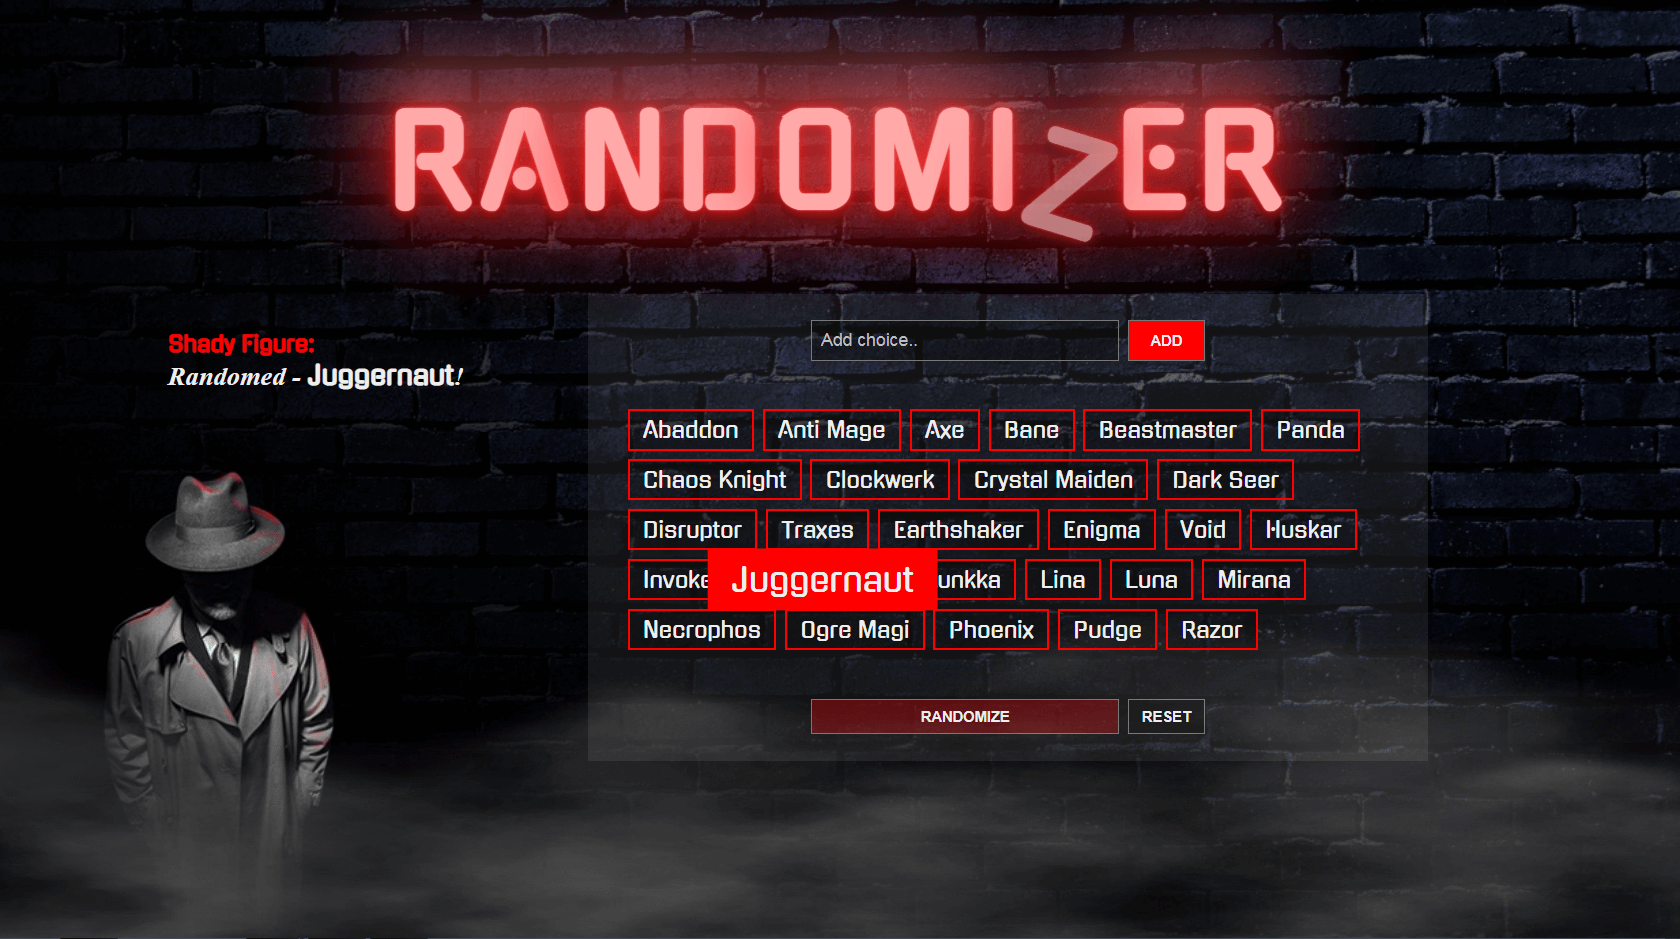 RANDOMIZER
Shady Figure:
Randomed - Juggernaut!
Add choice..
ADD
Abaddon Anti Mage Axe Bane Beastmaster Panda
Chaos Knight Clockwerk Crystal Maiden Dark Seer
Disruptor Traxes Earthshaker Enigma Void Huskar
Invoke Juggernaut unkka Lina Luna Mirana
Necrophos Ogre Magi Phoenix Pudge Razor
RANDOMIZE RESET